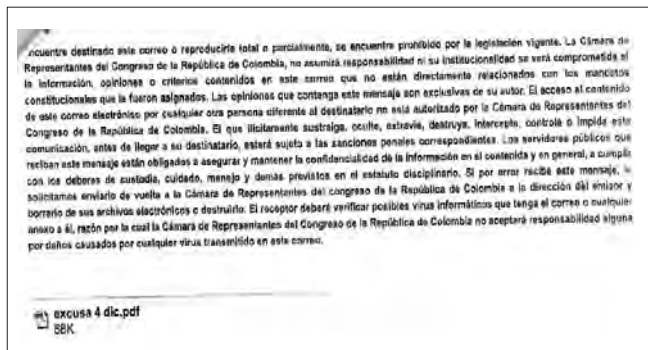 ncuentre destinado este correo o reproducirla total o parcialmente, se encuentre prohibido por la legislación vigente. La Cámara de
Representantes del Congreso de la República de Colombia, no asumirá responsabilidad ni su institucionalidad se verá comprometida si
la información, opiniones o criterios contenidos en este correo que no están directamente relacionados con los mandatos
constitucionales que le fueron asignados. Las opiniones que contenga este mensaje son exclusivas de su autor. El acceso al contenido
de este correo electrónico por cualquier otra persona diferente al destinatario no está autorizado por la Cámara de Representantes del
Congreso de la República de Colombia. El que ilícitamente sustraiga, oculte, extravíe, destruya, intercepte, controle o impida esta
comunicación, antes de llegar a su destinatario, estará sujeto a las sanciones penales correspondientes. Los servidores públicos que
reciban este mensaje están obligados a asegurar y mantener la confidencialidad de la información en él contenida y en general, a cumplir
con los deberes de custodia, cuidado, manejo y demás previstos en el estatuto disciplinario. Si por error recibe este mensaje, le
solicitamos enviarlo de vuelta a la Cámara de Representantes del congreso de la República de Colombia a la dirección del emisor y
borrarlo de sus archivos electrónicos o destruirlo. El receptor deberá verificar posibles virus informáticos que tenga el correo o cualquier
anexo a él, razón por la cual la Cámara de Representantes del Congreso de la República de Colombia no aceptará responsabilidad alguna
por daños causados por cualquier virus transmitido en este correo.
excusa 4 dic.pdf
58K